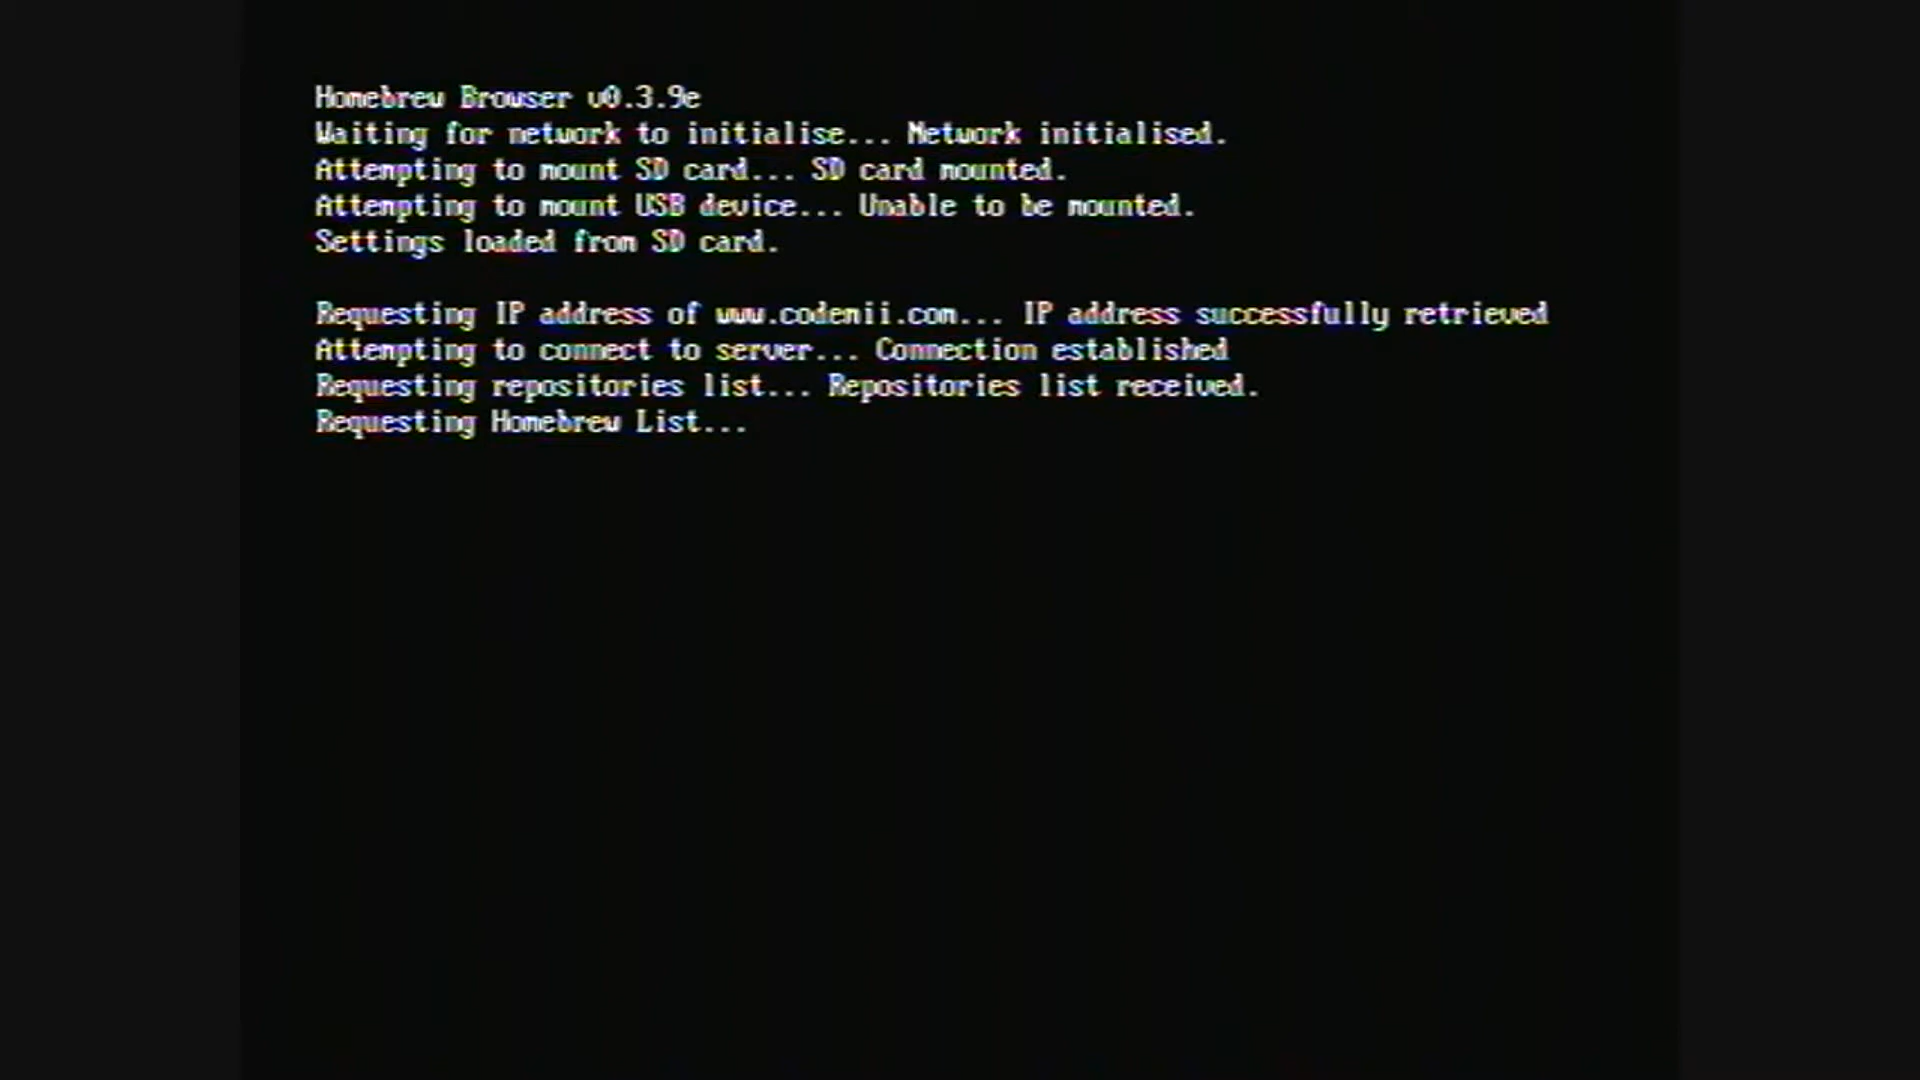 Homebrew Browser v0.3.9e
Waiting for network to initialise... Network initialised.
Attempting to mount SD card... SD card mounted.
Attempting to mount USB device... Unable to be mounted.
Settings loaded from SD card.
Requesting IP address of www.codemii.com... IP address successfully retrieved
Attempting to connect to server... Connection established
Requesting repositories list... Repositories list received.
Requesting Homebrew List...